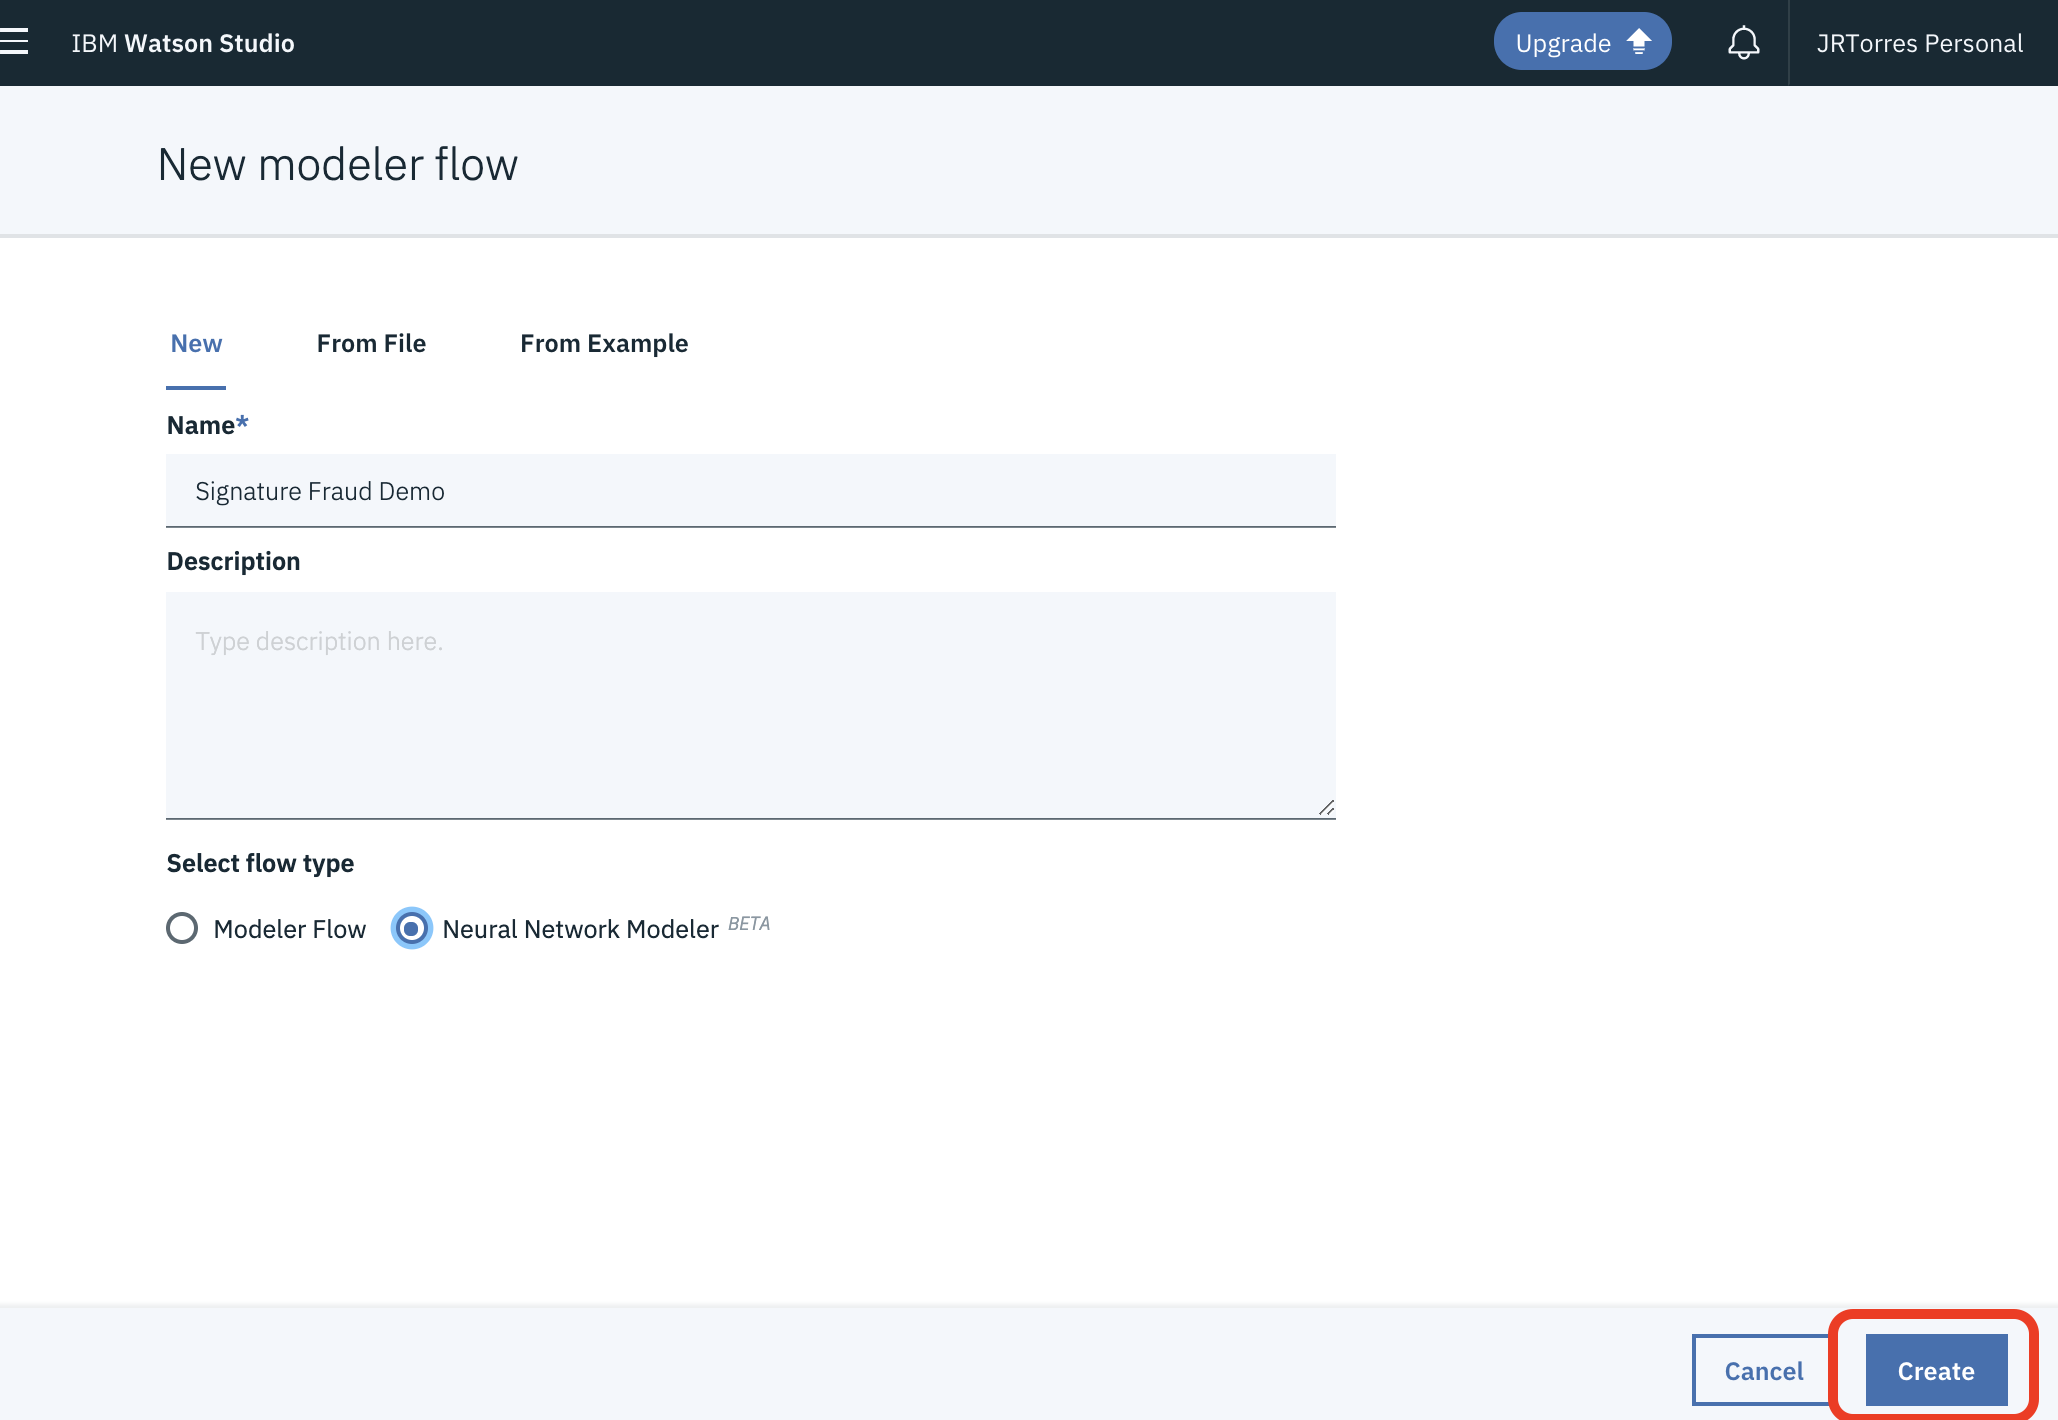 IBM Watson Studio
Upgrade
JRTorres Personal
New modeler flow
New
From File
From Example
Name*
Signature Fraud Demo
Description
Type description here.
Select flow type
Modeler Flow
Neural Network Modeler BETA
Cancel
Create